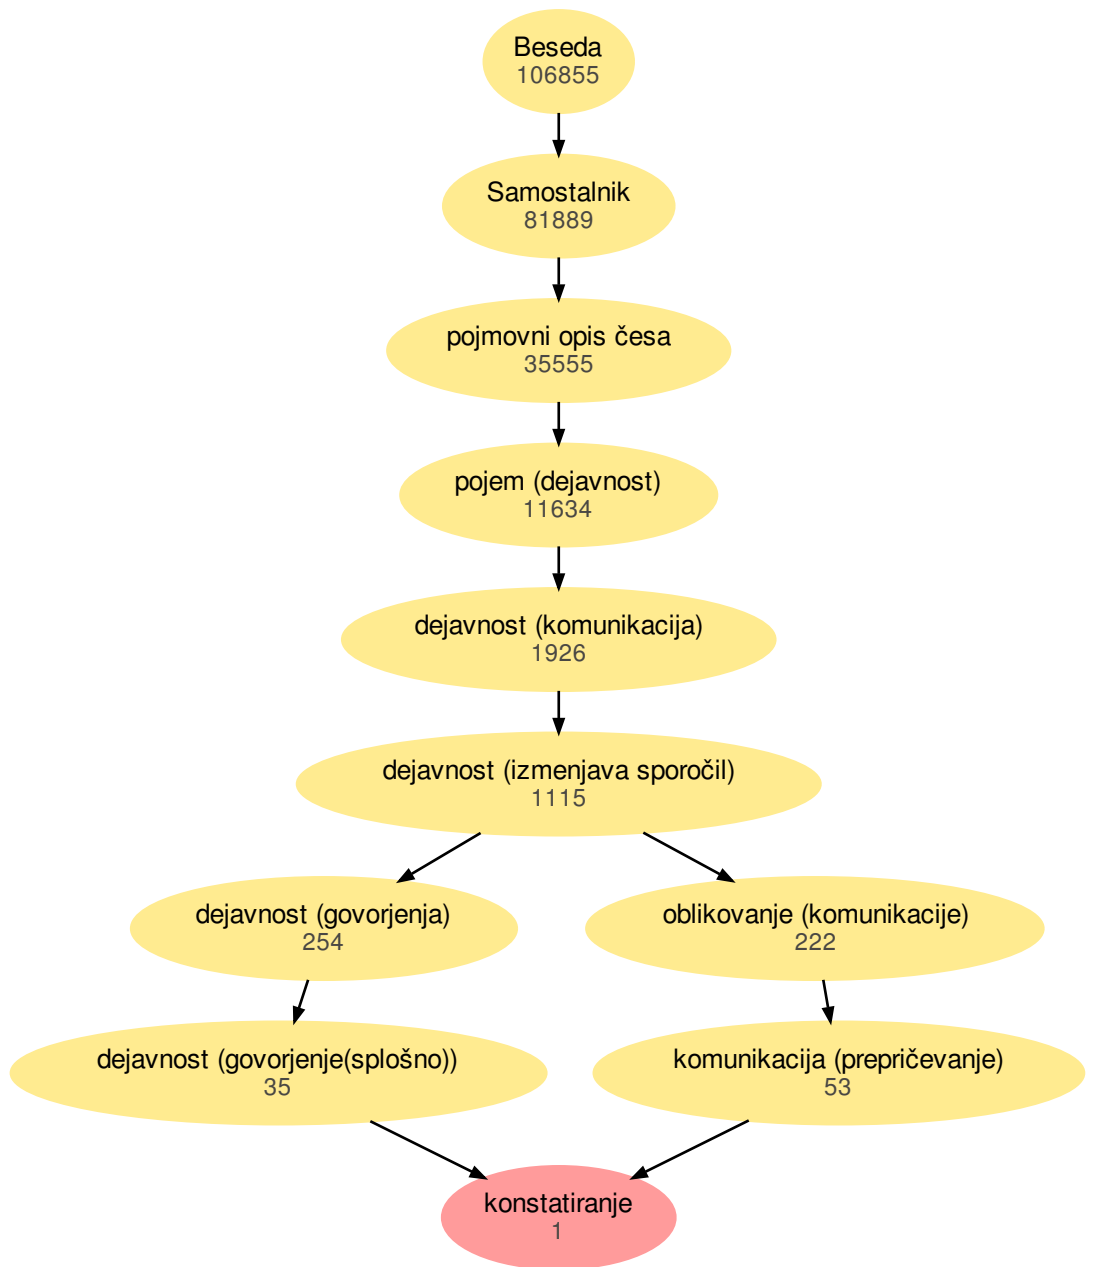 Beseda
106855
Samostalnik
81889
pojmovni opis česa
35555
pojem (dejavnost)
11634
dejavnost (komunikacija)
1926
dejavnost (izmenjava sporočil)
1115
dejavnost (govorjenja)
254
oblikovanje (komunikacije)
222
dejavnost (govorjenje(splošno))
35
komunikacija (prepričevanje)
53
konstatiranje
1